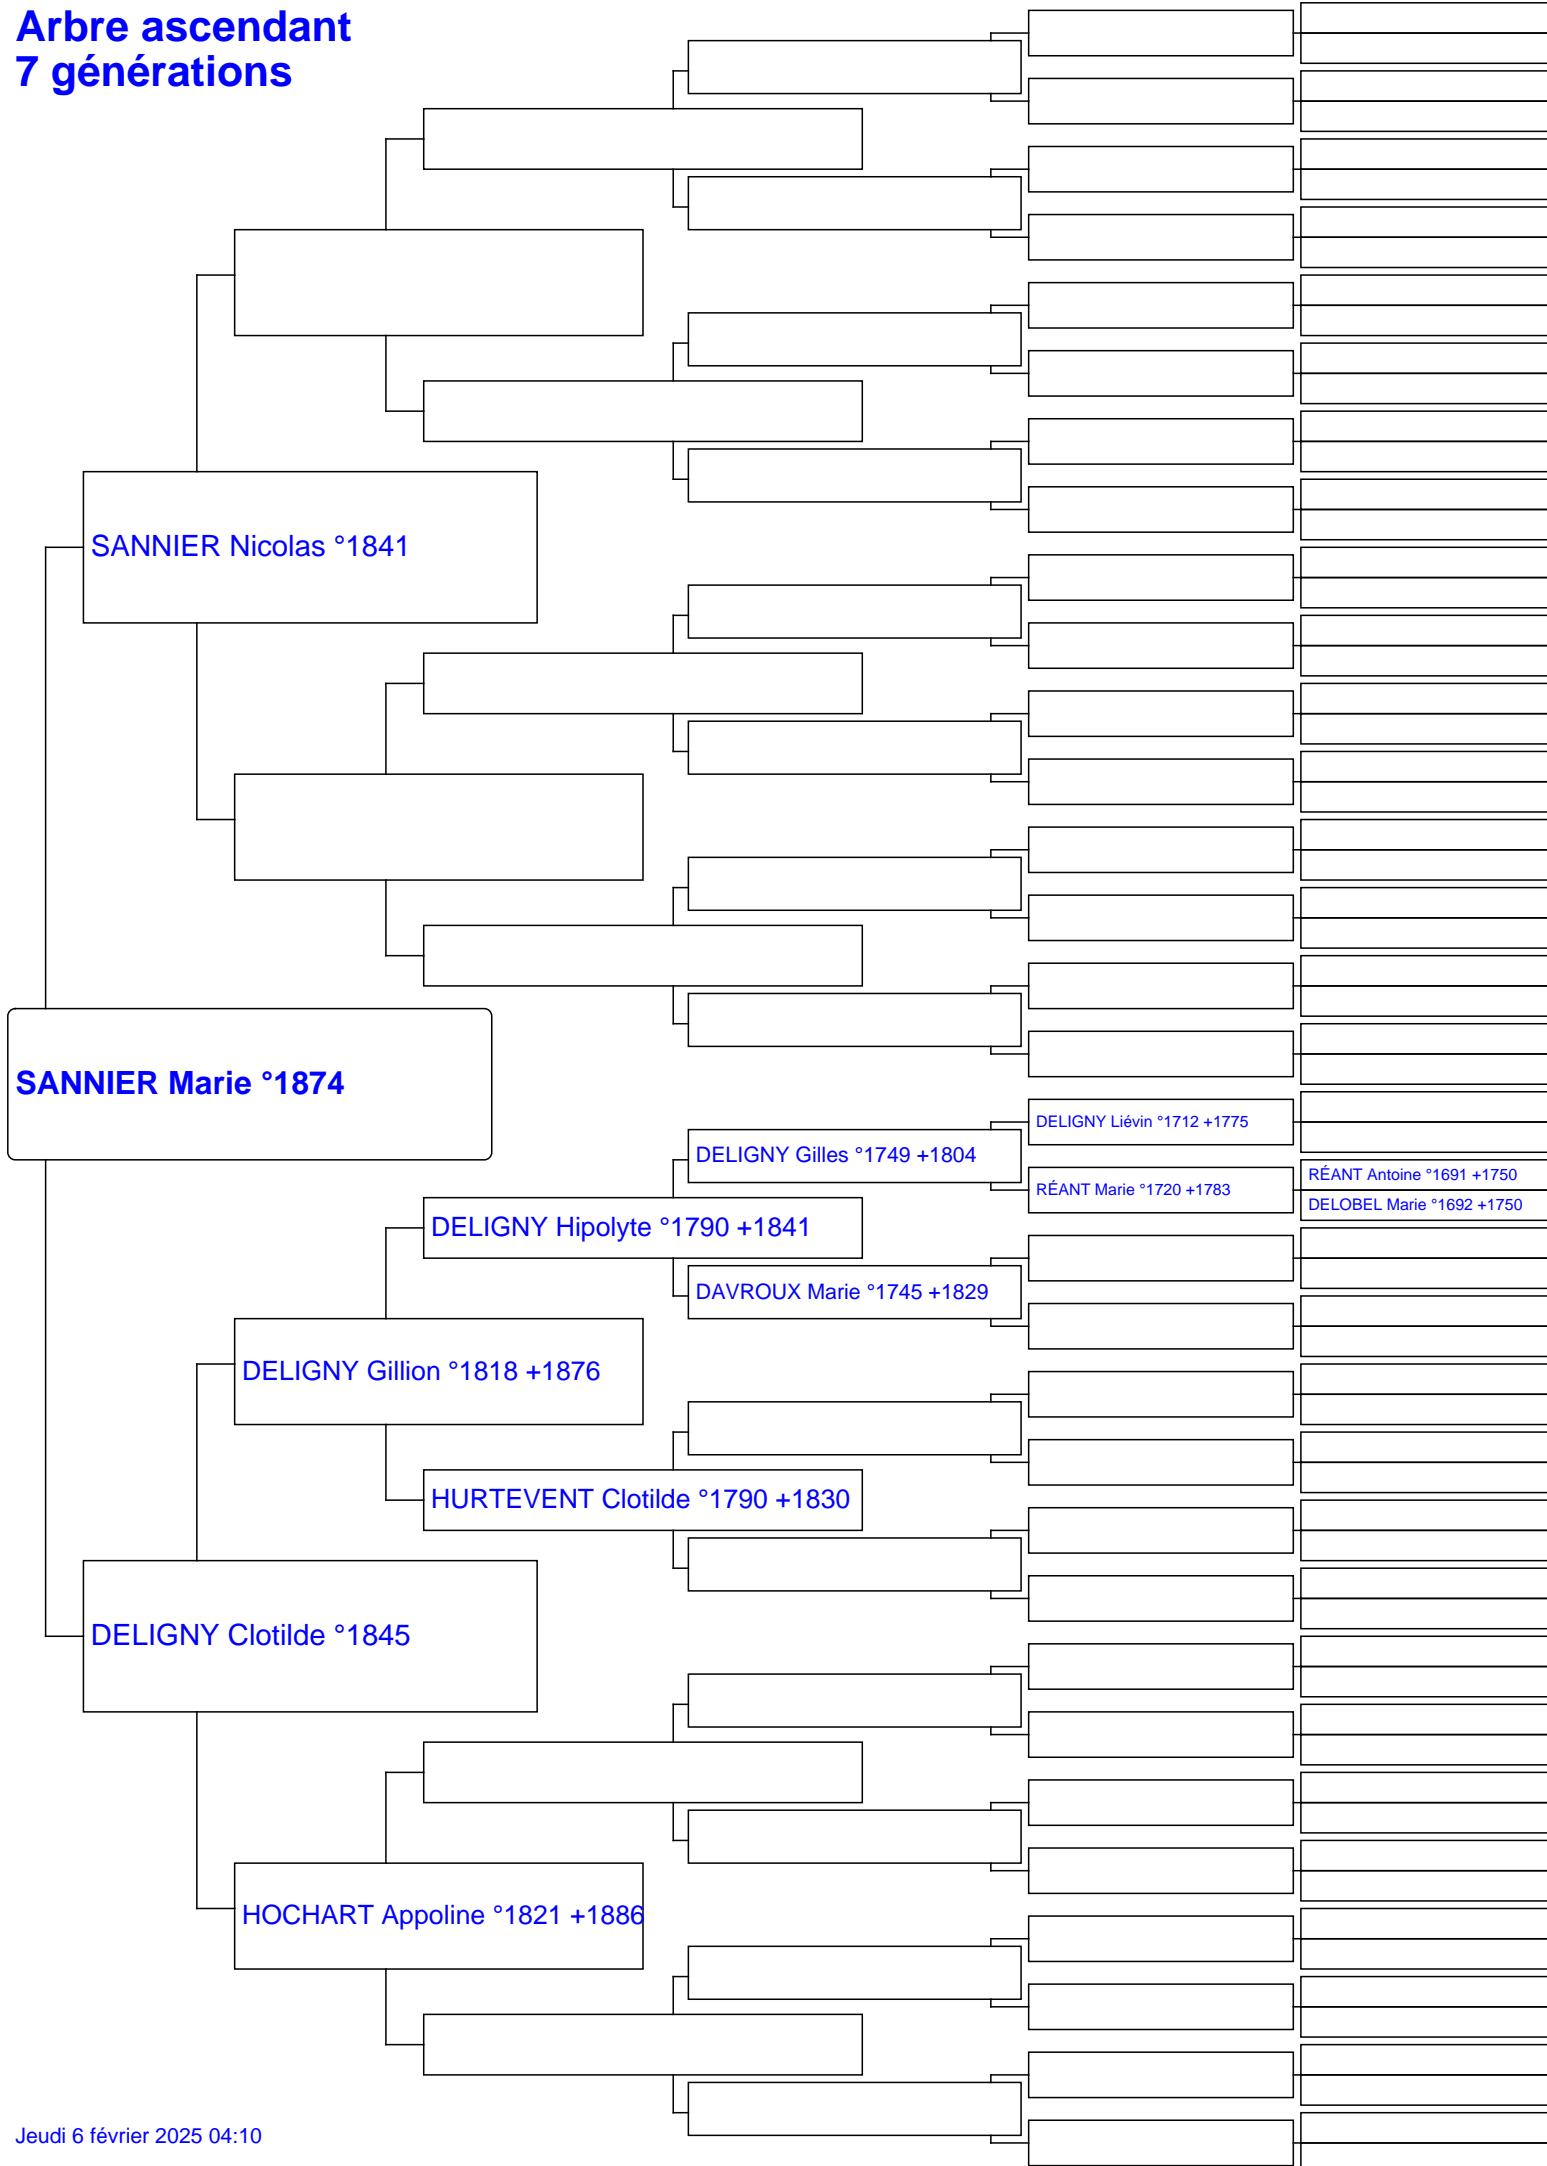 Arbre ascendant
7 générations
SANNIER Nicolas °1841
SANNIER Marie °1874
DELIGNY Liévin °1712 +1775
DELIGNY Gilles °1749 +1804
RÉANT Antoine °1691 +1750
RÉANT Marie °1720 +1783
DELOBEL Marie °1692 +1750
DELIGNY Hipolyte °1790 +1841
DAVROUX Marie °1745 +1829
DELIGNY Gillion °1818 +1876
HURTEVENT Clotilde °1790 +1830
DELIGNY Clotilde °1845
HOCHART Appoline °1821 +1886
Jeudi 6 février 2025 04:10